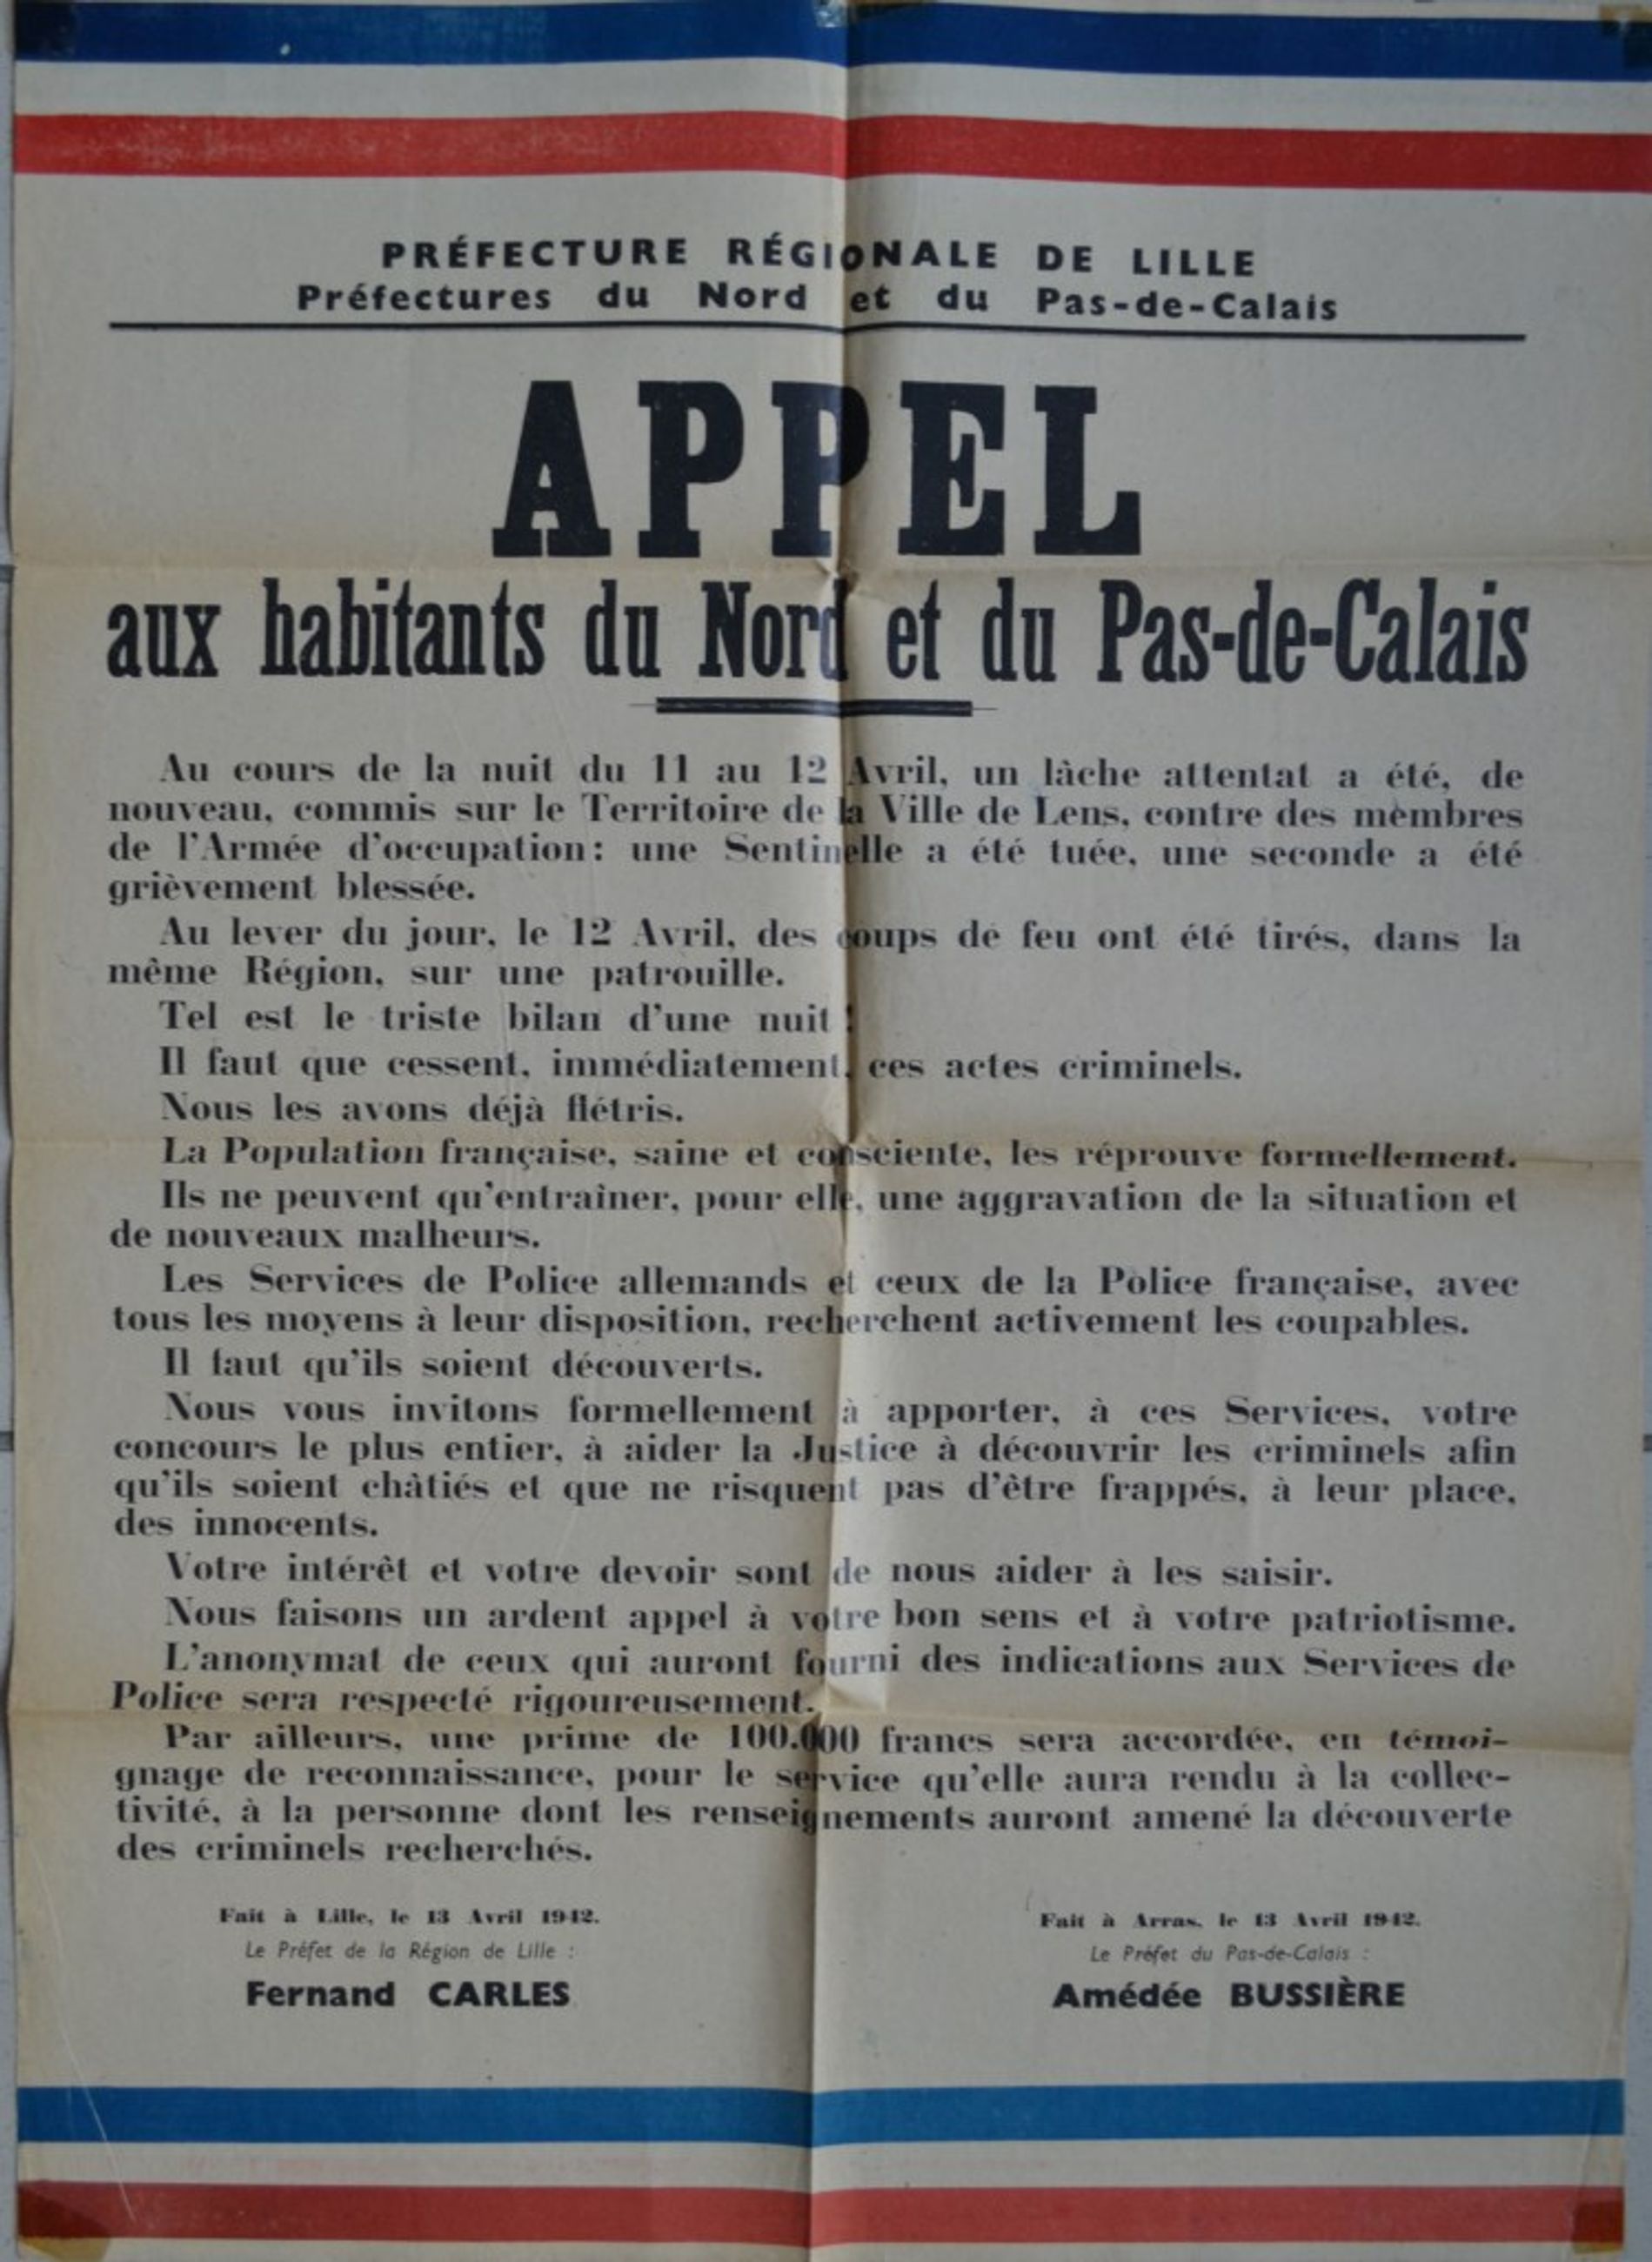 PRÉFECTURE RÉGIONALE DE LILLE
Préfectures du Nord et du Pas-de-Calais
APPEL
aux habitants du Nord et du Pas-de-Calais
Au cours de la nuit du 11 au 12 Avril, un lâche attentat a été, de
nouveau, commis sur le Territoire de la Ville de Lens, contre des membres
de l'Armée d'occupation: une Sentinelle a été tuée, une seconde a été
grièvement blessée.
Au lever du jour, le 12 Avril, des coups de feu ont été tirés, dans la
même Région, sur une patrouille.
Tel est le triste bilan d'une nuit !
Il faut que cessent, immédiatement, ces actes criminels.
Nous les avons déjà flétris.
La Population française, saine et consciente, les réprouve formellement.
Ils ne peuvent qu'entraîner, pour elle, une aggravation de la situation et
de nouveaux malheurs.
Les Services de Police allemands et ceux de la Police française, avec
tous les moyens à leur disposition, recherchent activement les coupables.
Il faut qu'ils soient découverts.
Nous vous invitons formellement à apporter, à ces Services, votre
concours le plus entier, à aider la Justice à découvrir les criminels afin
qu'ils soient châtiés et que ne risquent pas d'être frappés, à leur place,
des innocents.
Votre intérêt et votre devoir sont de nous aider à les saisir.
Nous faisons un ardent appel à votre bon sens et à votre patriotisme.
L'anonymat de ceux qui auront fourni des indications aux Services de
Police sera respecté rigoureusement.
Par ailleurs, une prime de 100.000 francs sera accordée, en témoi-
gnage de reconnaissance, pour le service qu'elle aura rendu à la collec-
tivité, à la personne dont les renseignements auront amené la découverte
des criminels recherchés.
Fait à Lille, le 13 Avril 1942.
Le Préfet de la Région de Lille :
Fernand CARLES
Fait à Arras, le 13 Avril 1942.
Le Préfet du Pas-de-Calais :
Amédée BUSSIÈRE